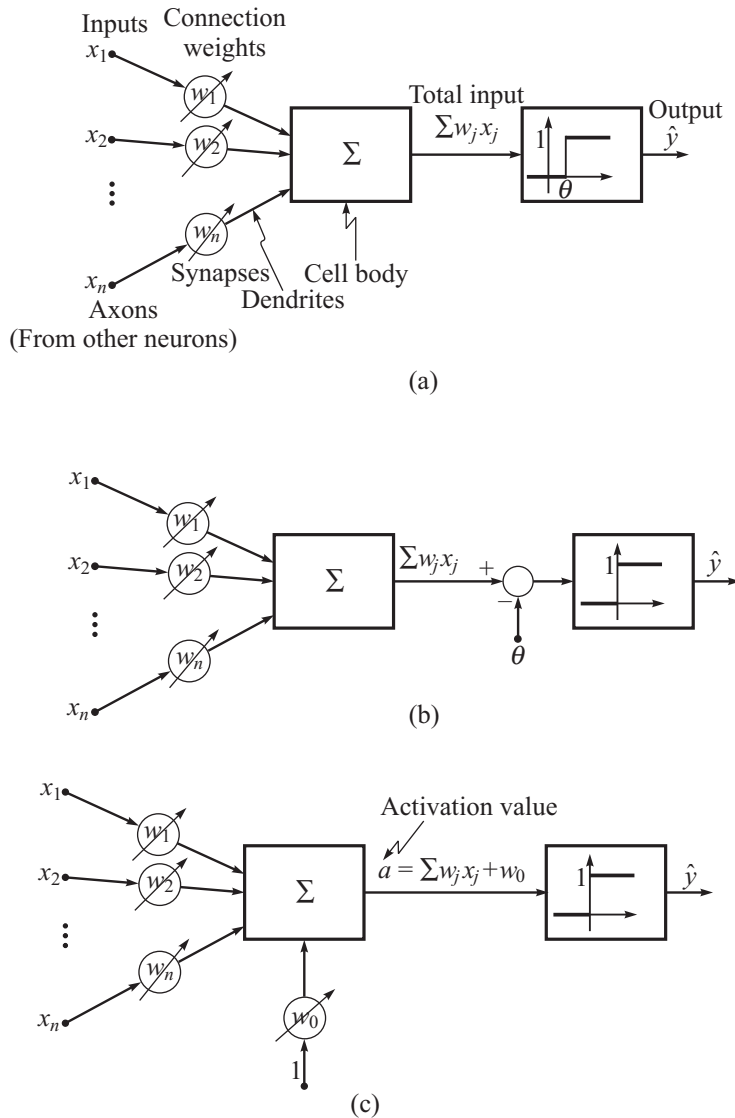 Inputs
Connection
weights
x₁
w₁
x₂
w₂
⋮
xₙ
wₙ
Σ
Total input
∑wⱼxⱼ
1
θ
Output
ŷ
Synapses
Dendrites
Cell body
Axons
(From other neurons)
(a)
x₁
w₁
x₂
w₂
⋮
xₙ
wₙ
Σ
∑wⱼxⱼ
+
−
θ
1
ŷ
(b)
x₁
w₁
x₂
w₂
⋮
xₙ
wₙ
Σ
Activation value
a = ∑wⱼxⱼ+w₀
1
ŷ
w₀
1
(c)